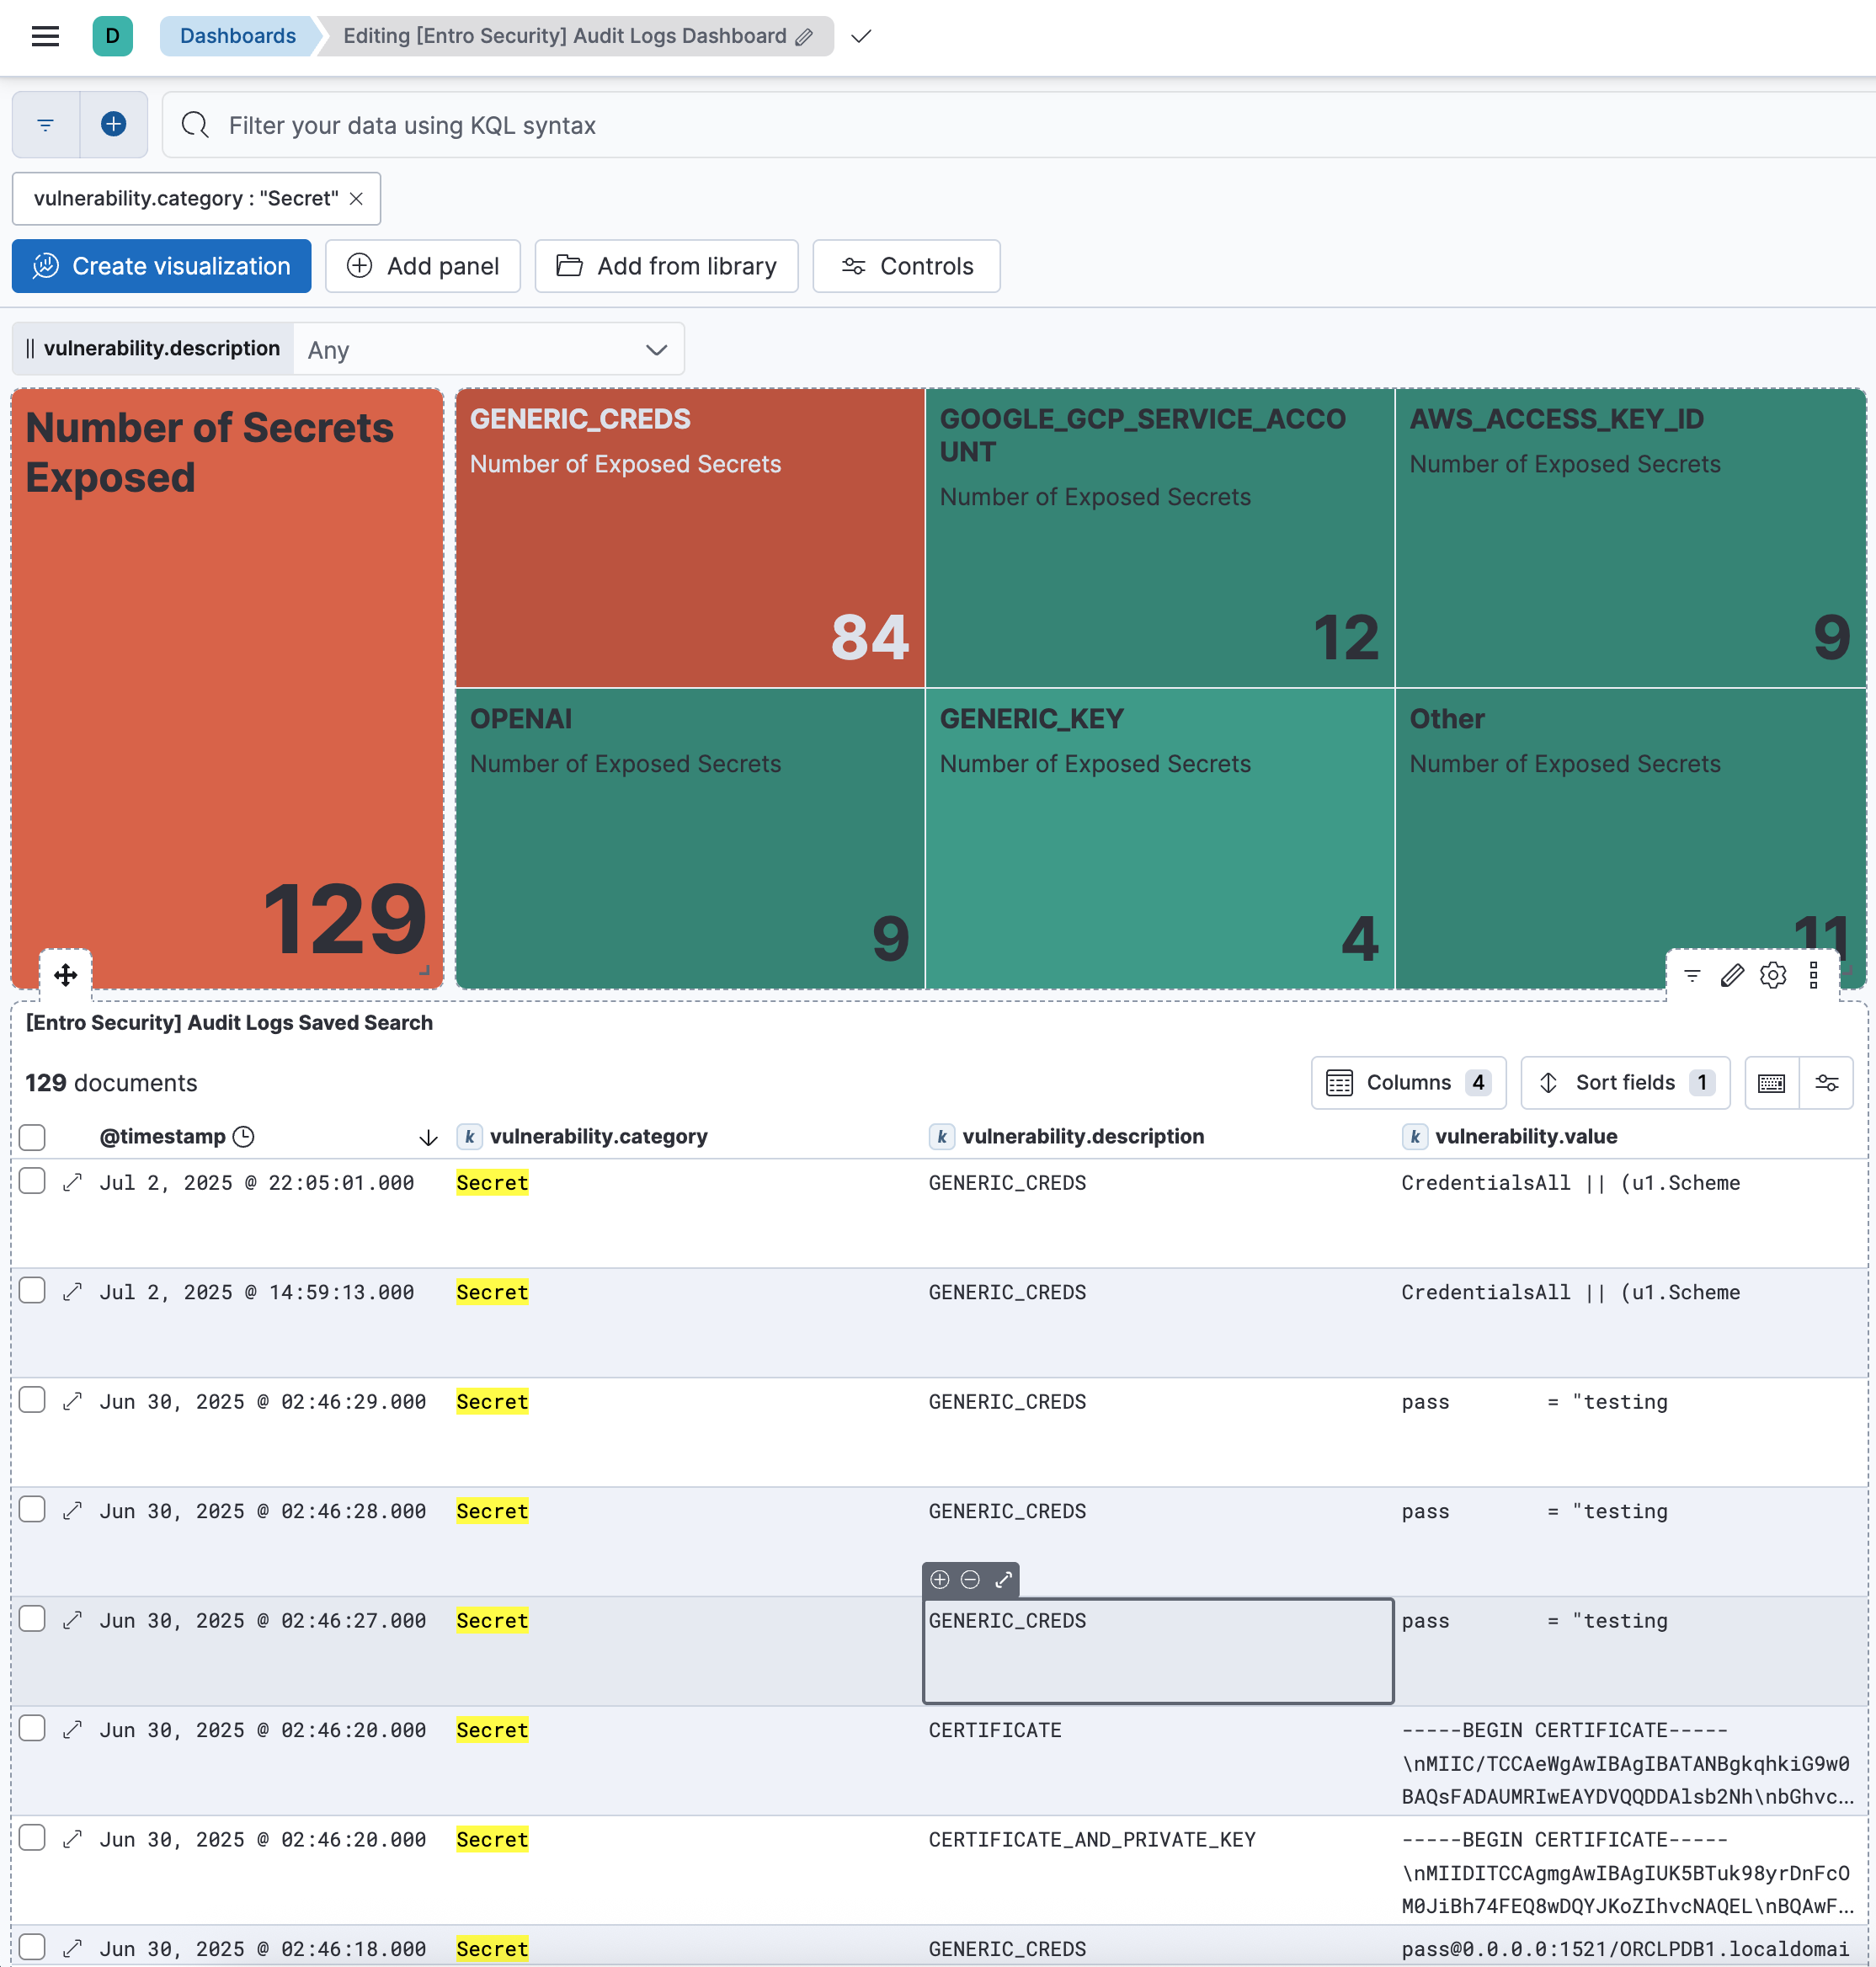 D Dashboards Editing [Entro Security] Audit Logs Dashboard
Filter your data using KQL syntax
vulnerability.category : "Secret"
Create visualization Add panel Add from library Controls
vulnerability.description Any
Number of Secrets
Exposed
129
GENERIC_CREDS
Number of Exposed Secrets
84
GOOGLE_GCP_SERVICE_ACCO
UNT
Number of Exposed Secrets
12
AWS_ACCESS_KEY_ID
Number of Exposed Secrets
9
OPENAI
Number of Exposed Secrets
9
GENERIC_KEY
Number of Exposed Secrets
4
Other
Number of Exposed Secrets
11
[Entro Security] Audit Logs Saved Search
129 documents Columns 4 Sort fields 1
@timestamp k vulnerability.category k vulnerability.description k vulnerability.value
Jul 2, 2025 @ 22:05:01.000 Secret GENERIC_CREDS CredentialsAll || (u1.Scheme
Jul 2, 2025 @ 14:59:13.000 Secret GENERIC_CREDS CredentialsAll || (u1.Scheme
Jun 30, 2025 @ 02:46:29.000 Secret GENERIC_CREDS pass = "testing
Jun 30, 2025 @ 02:46:28.000 Secret GENERIC_CREDS pass = "testing
Jun 30, 2025 @ 02:46:27.000 Secret GENERIC_CREDS pass = "testing
Jun 30, 2025 @ 02:46:20.000 Secret CERTIFICATE -----BEGIN CERTIFICATE-----
\nMIIC/TCCAeWgAwIBAgIBATANBgkqhkiG9w0
BAQsFADAUMRIwEAYDVQQDDAlsb2Nh\nbGhvc...
Jun 30, 2025 @ 02:46:20.000 Secret CERTIFICATE_AND_PRIVATE_KEY -----BEGIN CERTIFICATE-----
\nMIIDITCCAgmgAwIBAgIUK5BTuk98yrDnFcO
M0JiBh74FEQ8wDQYJKoZIhvcNAQEL\nBQAwF...
Jun 30, 2025 @ 02:46:18.000 Secret GENERIC_CREDS pass@0.0.0.0:1521/ORCLPDB1.localdomai